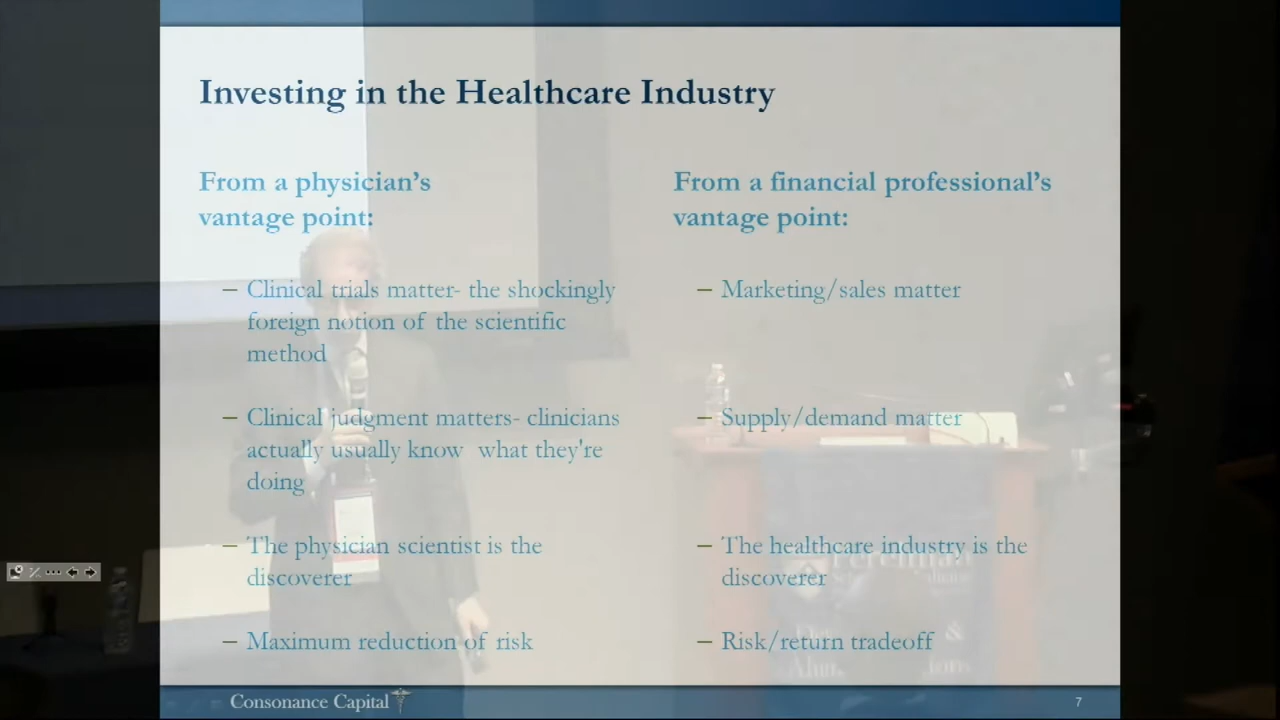 Investing in the Healthcare Industry
From a physician's
vantage point:
– Clinical trials matter- the shockingly
foreign notion of the scientific
method
– Clinical judgment matters- clinicians
actually usually know what they're
doing
– The physician scientist is the
discoverer
– Maximum reduction of risk
From a financial professional's
vantage point:
– Marketing/sales matter
– Supply/demand matter
– The healthcare industry is the
discoverer
– Risk/return tradeoff
Perelman
&
Consonance Capital
7